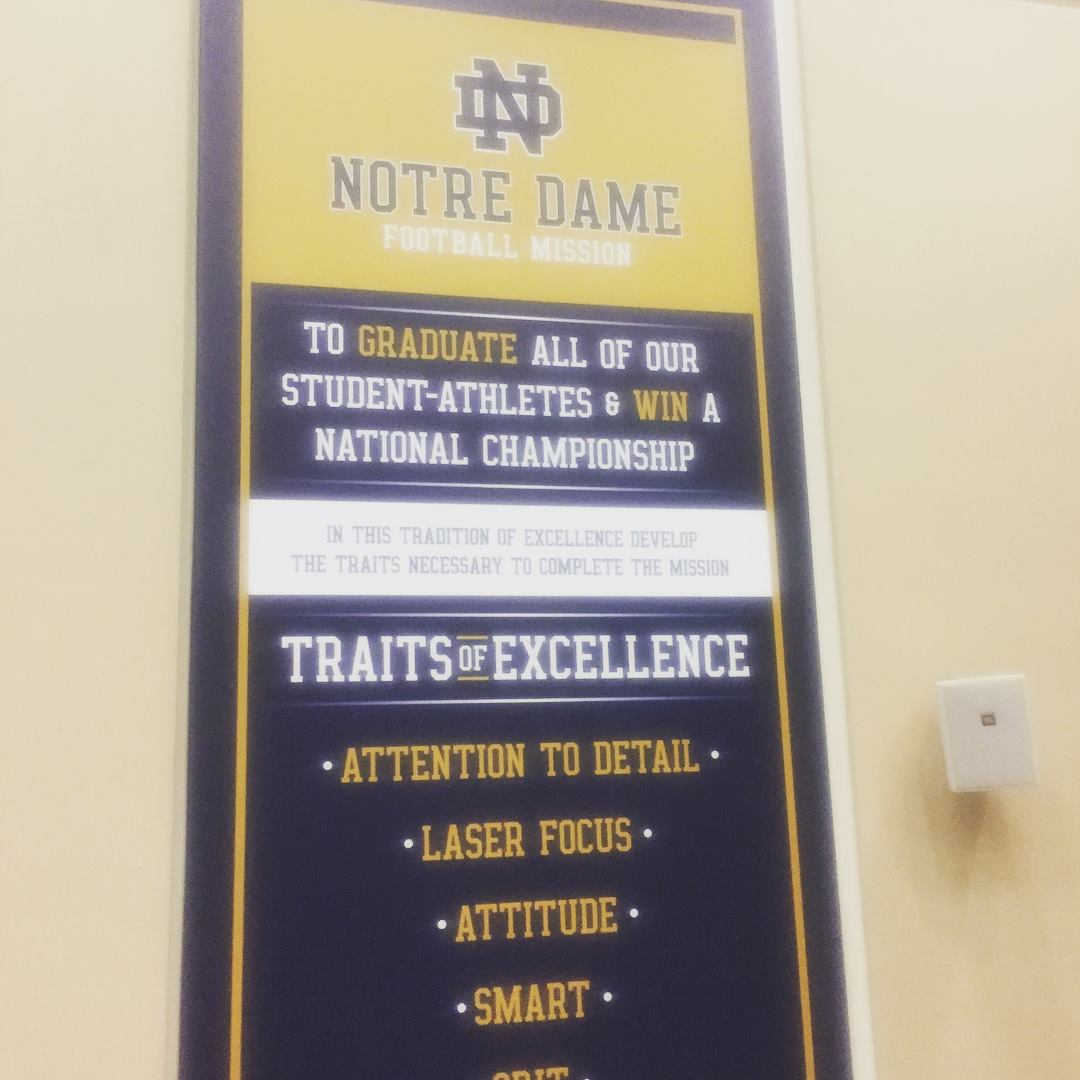 ND
NOTRE DAME
FOOTBALL MISSION
TO GRADUATE ALL OF OUR
STUDENT-ATHLETES & WIN A
NATIONAL CHAMPIONSHIP
IN THIS TRADITION OF EXCELLENCE DEVELOP
THE TRAITS NECESSARY TO COMPLETE THE MISSION
TRAITS OF EXCELLENCE
• ATTENTION TO DETAIL •
• LASER FOCUS •
• ATTITUDE •
• SMART •